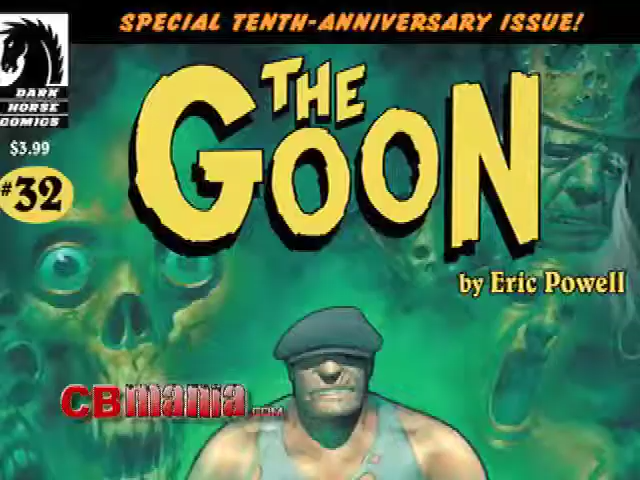 SPECIAL TENTH-ANNIVERSARY ISSUE!
DARK
HORSE
COMICS
$3.99
#32
THE
GOON
by Eric Powell
CBmania.com